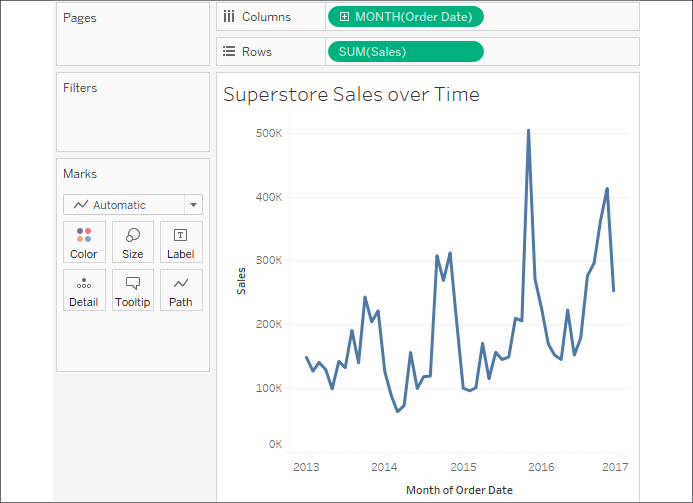 Pages
Columns
MONTH(Order Date)
Rows
SUM(Sales)
Filters
Marks
Automatic
Color Size Label
Detail Tooltip Path
Superstore Sales over Time
500K
400K
300K
200K
100K
0K
Sales
2013 2014 2015 2016 2017
Month of Order Date